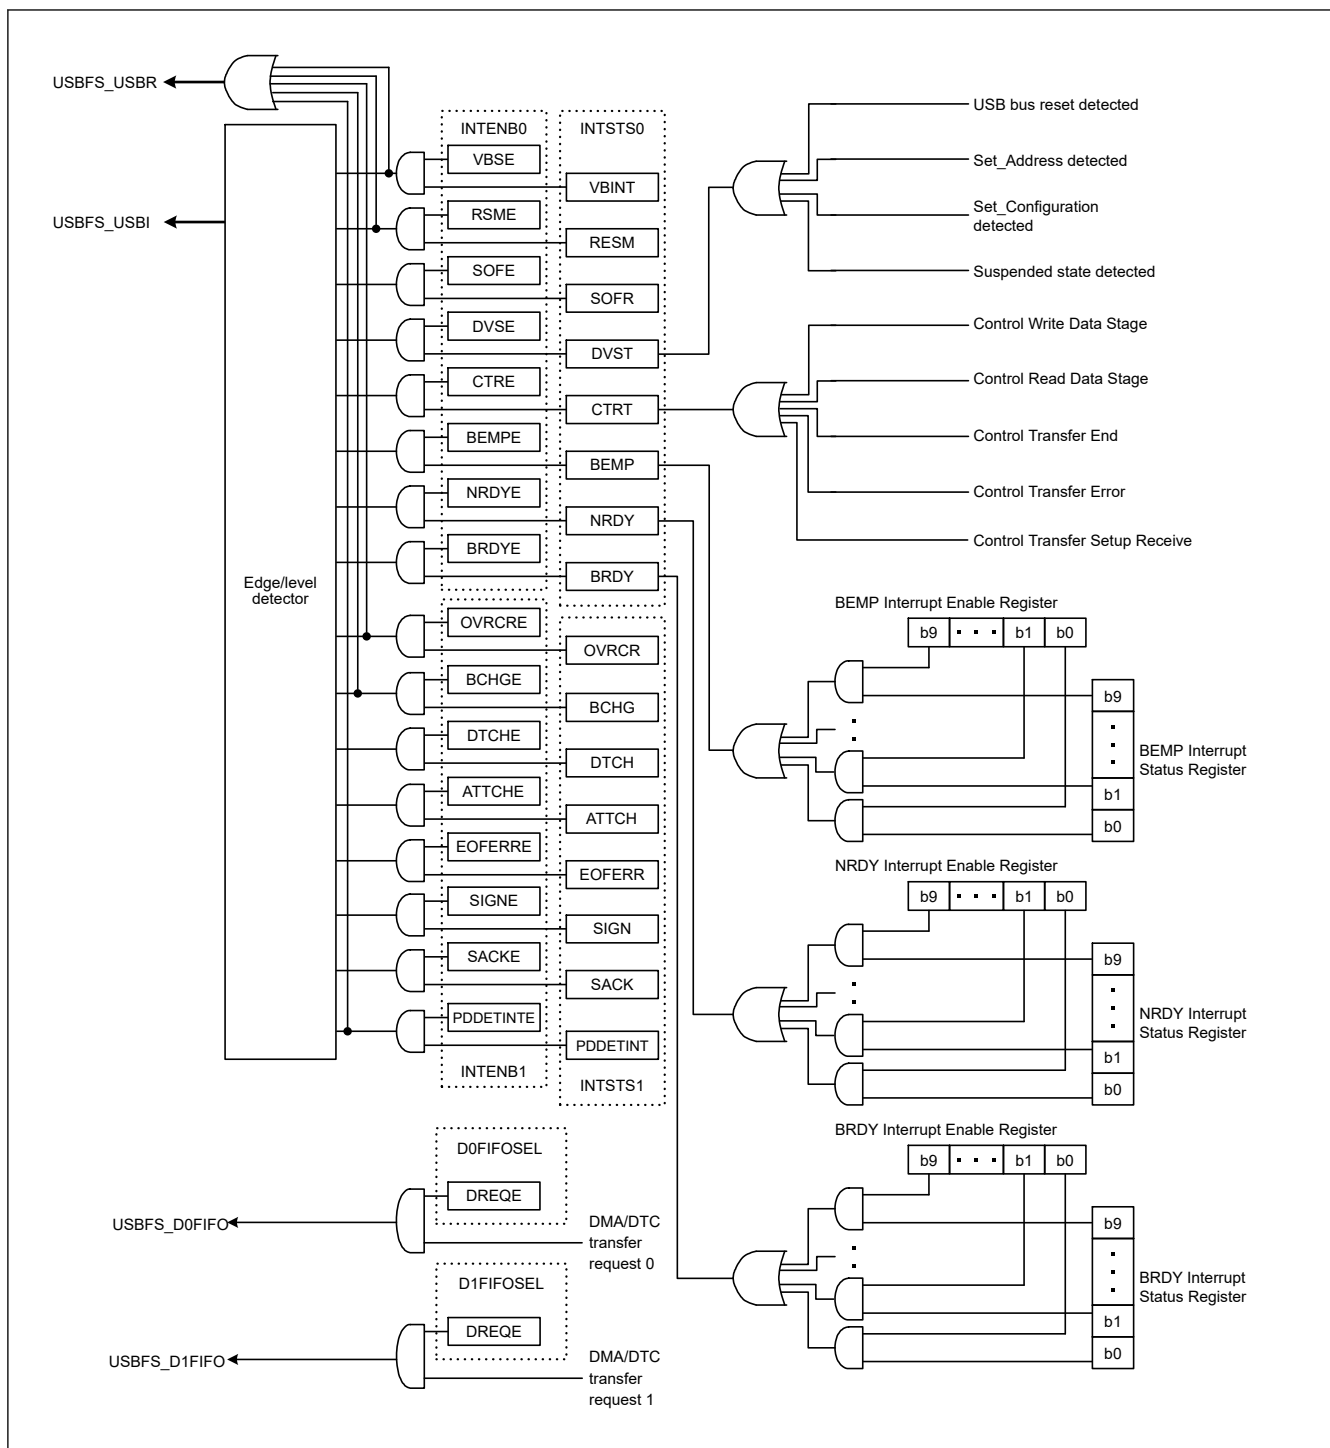 USBFS_USBR
USBFS_USBI
Edge/level
detector
INTENB0
VBSE
RSME
SOFE
DVSE
CTRE
BEMPE
NRDYE
BRDYE
INTSTS0
VBINT
RESM
SOFR
DVST
CTRT
BEMP
NRDY
BRDY
OVRCRE
BCHGE
DTCHE
ATTCHE
EOFERRE
SIGNE
SACKE
PDDETINTE
INTENB1
OVRCR
BCHG
DTCH
ATTCH
EOFERR
SIGN
SACK
PDDETINT
INTSTS1
USB bus reset detected
Set_Address detected
Set_Configuration
detected
Suspended state detected
Control Write Data Stage
Control Read Data Stage
Control Transfer End
Control Transfer Error
Control Transfer Setup Receive
BEMP Interrupt Enable Register
b9 · · · b1 b0
b9
b1
b0
BEMP Interrupt
Status Register
NRDY Interrupt Enable Register
b9 · · · b1 b0
b9
b1
b0
NRDY Interrupt
Status Register
BRDY Interrupt Enable Register
b9 · · · b1 b0
b9
b1
b0
BRDY Interrupt
Status Register
D0FIFOSEL
DREQE
USBFS_D0FIFO
DMA/DTC
transfer
request 0
D1FIFOSEL
DREQE
USBFS_D1FIFO
DMA/DTC
transfer
request 1